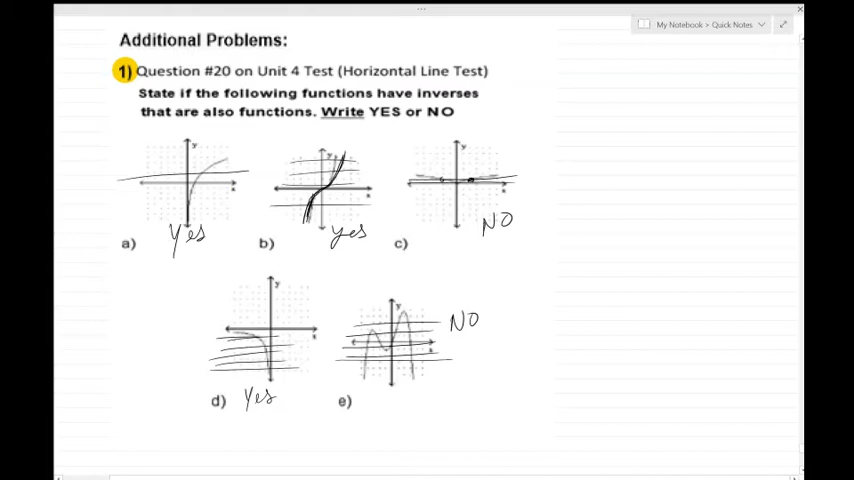 My Notebook > Quick Notes
Additional Problems:
1) Question #20 on Unit 4 Test (Horizontal Line Test)
State if the following functions have inverses
that are also functions. Write YES or NO
y
y
y
x
x
x
Yes
yes
NO
a)
b)
c)
y
y
NO
x
x
d)
Yes
e)